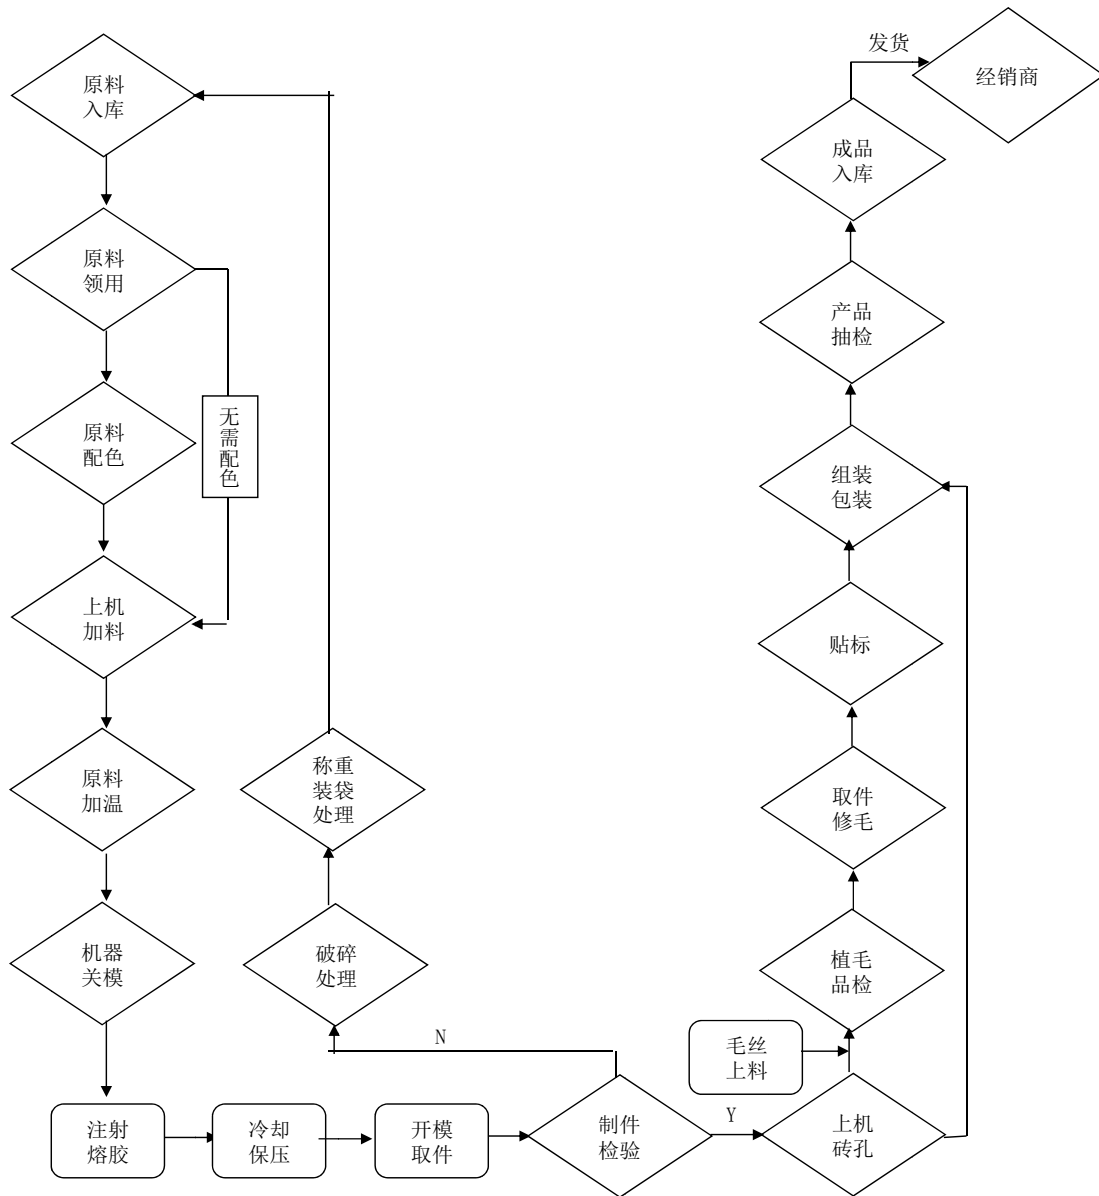 原料
入库
原料
领用
原料
配色
无
需
配
色
上机
加料
原料
加温
机器
关模
注射
熔胶
冷却
保压
开模
取件
制件
检验
N
破碎
处理
称重
装袋
处理
Y
上机
砖孔
毛丝
上料
植毛
品检
取件
修毛
贴标
组装
包装
产品
抽检
成品
入库
发货
经销商